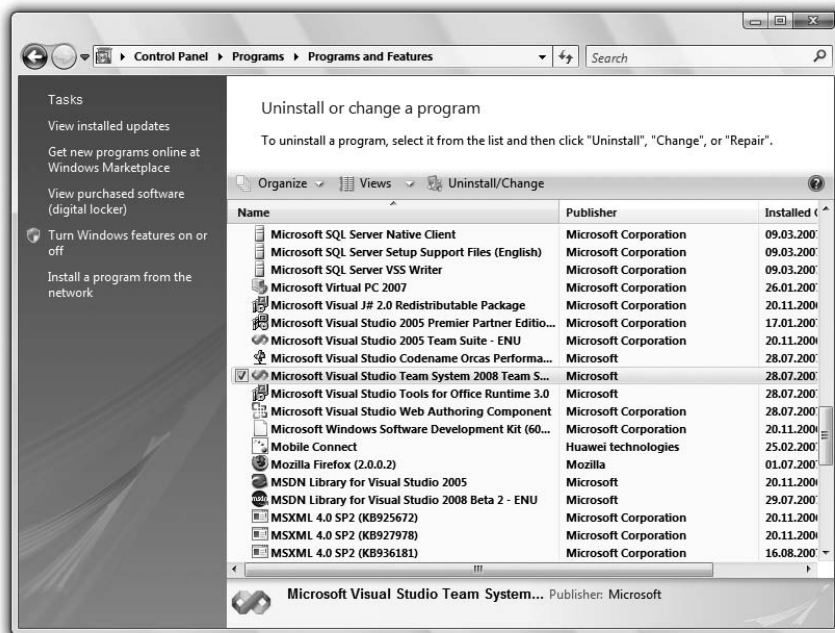 Control Panel Programs Programs and Features Search
Tasks
View installed updates
Get new programs online at
Windows Marketplace
View purchased software
(digital locker)
Turn Windows features on or
off
Install a program from the
network
Uninstall or change a program
To uninstall a program, select it from the list and then click "Uninstall", "Change", or "Repair".
Organize Views Uninstall/Change
Name Publisher Installed
Microsoft SQL Server Native Client Microsoft Corporation 09.03.200
Microsoft SQL Server Setup Support Files (English) Microsoft Corporation 09.03.200
Microsoft SQL Server VSS Writer Microsoft Corporation 09.03.200
Microsoft Virtual PC 2007 Microsoft Corporation 26.01.200
Microsoft Visual J# 2.0 Redistributable Package Microsoft Corporation 20.11.200
Microsoft Visual Studio 2005 Premier Partner Editio... Microsoft Corporation 17.01.200
Microsoft Visual Studio 2005 Team Suite - ENU Microsoft Corporation 20.11.200
Microsoft Visual Studio Codename Orcas Performa... Microsoft 28.07.200
Microsoft Visual Studio Team System 2008 Team S... Microsoft 28.07.200
Microsoft Visual Studio Tools for Office Runtime 3.0 Microsoft 28.07.200
Microsoft Visual Studio Web Authoring Component Microsoft Corporation 28.07.200
Microsoft Windows Software Development Kit (60... Microsoft Corporation 20.11.200
Mobile Connect Huawei technologies 25.02.200
Mozilla Firefox (2.0.0.2) Mozilla 01.07.200
MSDN Library for Visual Studio 2005 Microsoft 20.11.200
MSDN Library for Visual Studio 2008 Beta 2 - ENU Microsoft 29.07.200
MSXML 4.0 SP2 (KB925672) Microsoft Corporation 20.11.200
MSXML 4.0 SP2 (KB927978) Microsoft Corporation 20.11.200
MSXML 4.0 SP2 (KB936181) Microsoft Corporation 16.08.200
Microsoft Visual Studio Team System... Publisher: Microsoft